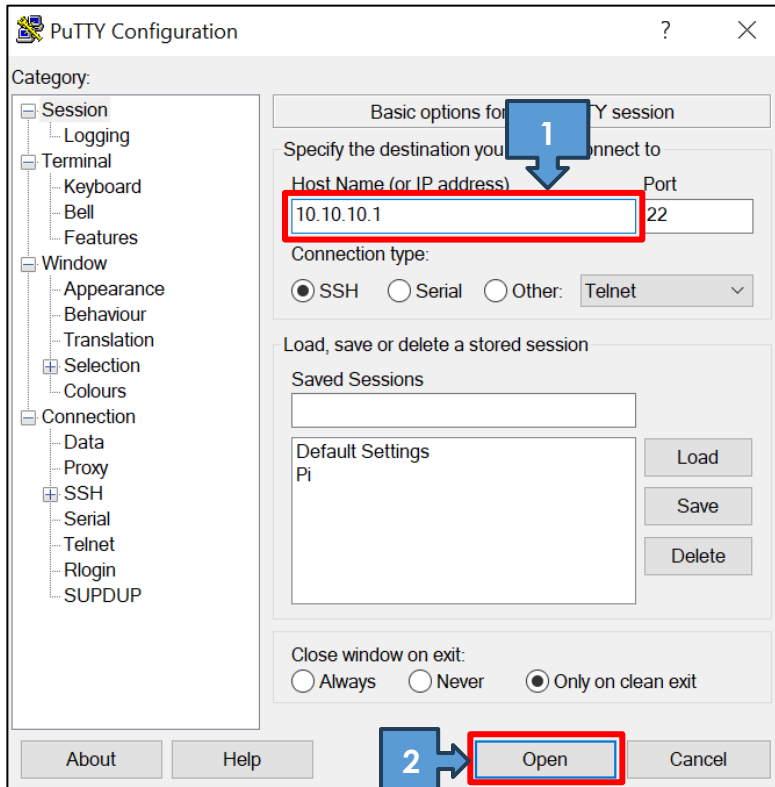 PuTTY Configuration ?
Category:
Session
Logging
Terminal
Keyboard
Bell
Features
Window
Appearance
Behaviour
Translation
Selection
Colours
Connection
Data
Proxy
SSH
Serial
Telnet
Rlogin
SUPDUP
Basic options for TY session
1
Specify the destination you onnect to
Host Name (or IP address) Port
10.10.10.1 22
Connection type:
SSH Serial Other: Telnet
Load, save or delete a stored session
Saved Sessions
Default Settings
Pi
Load
Save
Delete
Close window on exit:
Always Never Only on clean exit
About Help 2 Open Cancel